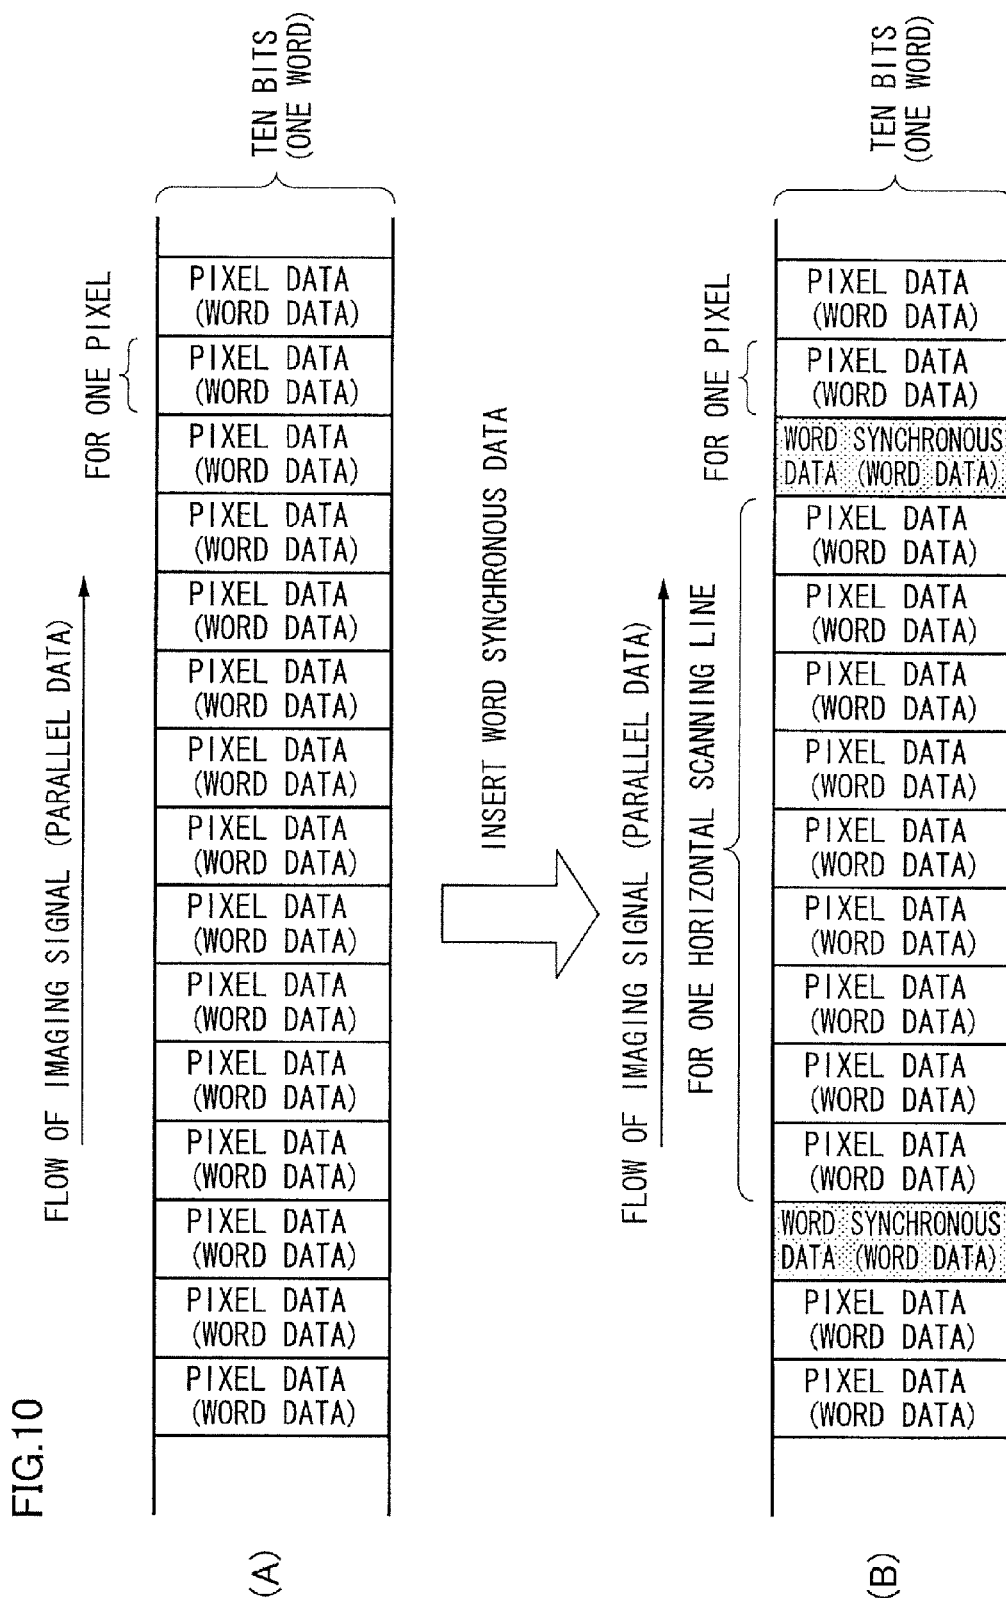 FIG.10
(A)
FLOW OF IMAGING SIGNAL (PARALLEL DATA)
FOR ONE PIXEL
TEN BITS
(ONE WORD)
PIXEL DATA
(WORD DATA)
PIXEL DATA
(WORD DATA)
PIXEL DATA
(WORD DATA)
PIXEL DATA
(WORD DATA)
PIXEL DATA
(WORD DATA)
PIXEL DATA
(WORD DATA)
PIXEL DATA
(WORD DATA)
PIXEL DATA
(WORD DATA)
PIXEL DATA
(WORD DATA)
PIXEL DATA
(WORD DATA)
PIXEL DATA
(WORD DATA)
PIXEL DATA
(WORD DATA)
PIXEL DATA
(WORD DATA)
PIXEL DATA
(WORD DATA)
PIXEL DATA
(WORD DATA)
INSERT WORD SYNCHRONOUS DATA
(B)
FLOW OF IMAGING SIGNAL (PARALLEL DATA)
FOR ONE HORIZONTAL SCANNING LINE
FOR ONE PIXEL
TEN BITS
(ONE WORD)
PIXEL DATA
(WORD DATA)
PIXEL DATA
(WORD DATA)
WORD SYNCHRONOUS
DATA (WORD DATA)
PIXEL DATA
(WORD DATA)
PIXEL DATA
(WORD DATA)
PIXEL DATA
(WORD DATA)
PIXEL DATA
(WORD DATA)
PIXEL DATA
(WORD DATA)
PIXEL DATA
(WORD DATA)
PIXEL DATA
(WORD DATA)
PIXEL DATA
(WORD DATA)
PIXEL DATA
(WORD DATA)
WORD SYNCHRONOUS
DATA (WORD DATA)
PIXEL DATA
(WORD DATA)
PIXEL DATA
(WORD DATA)